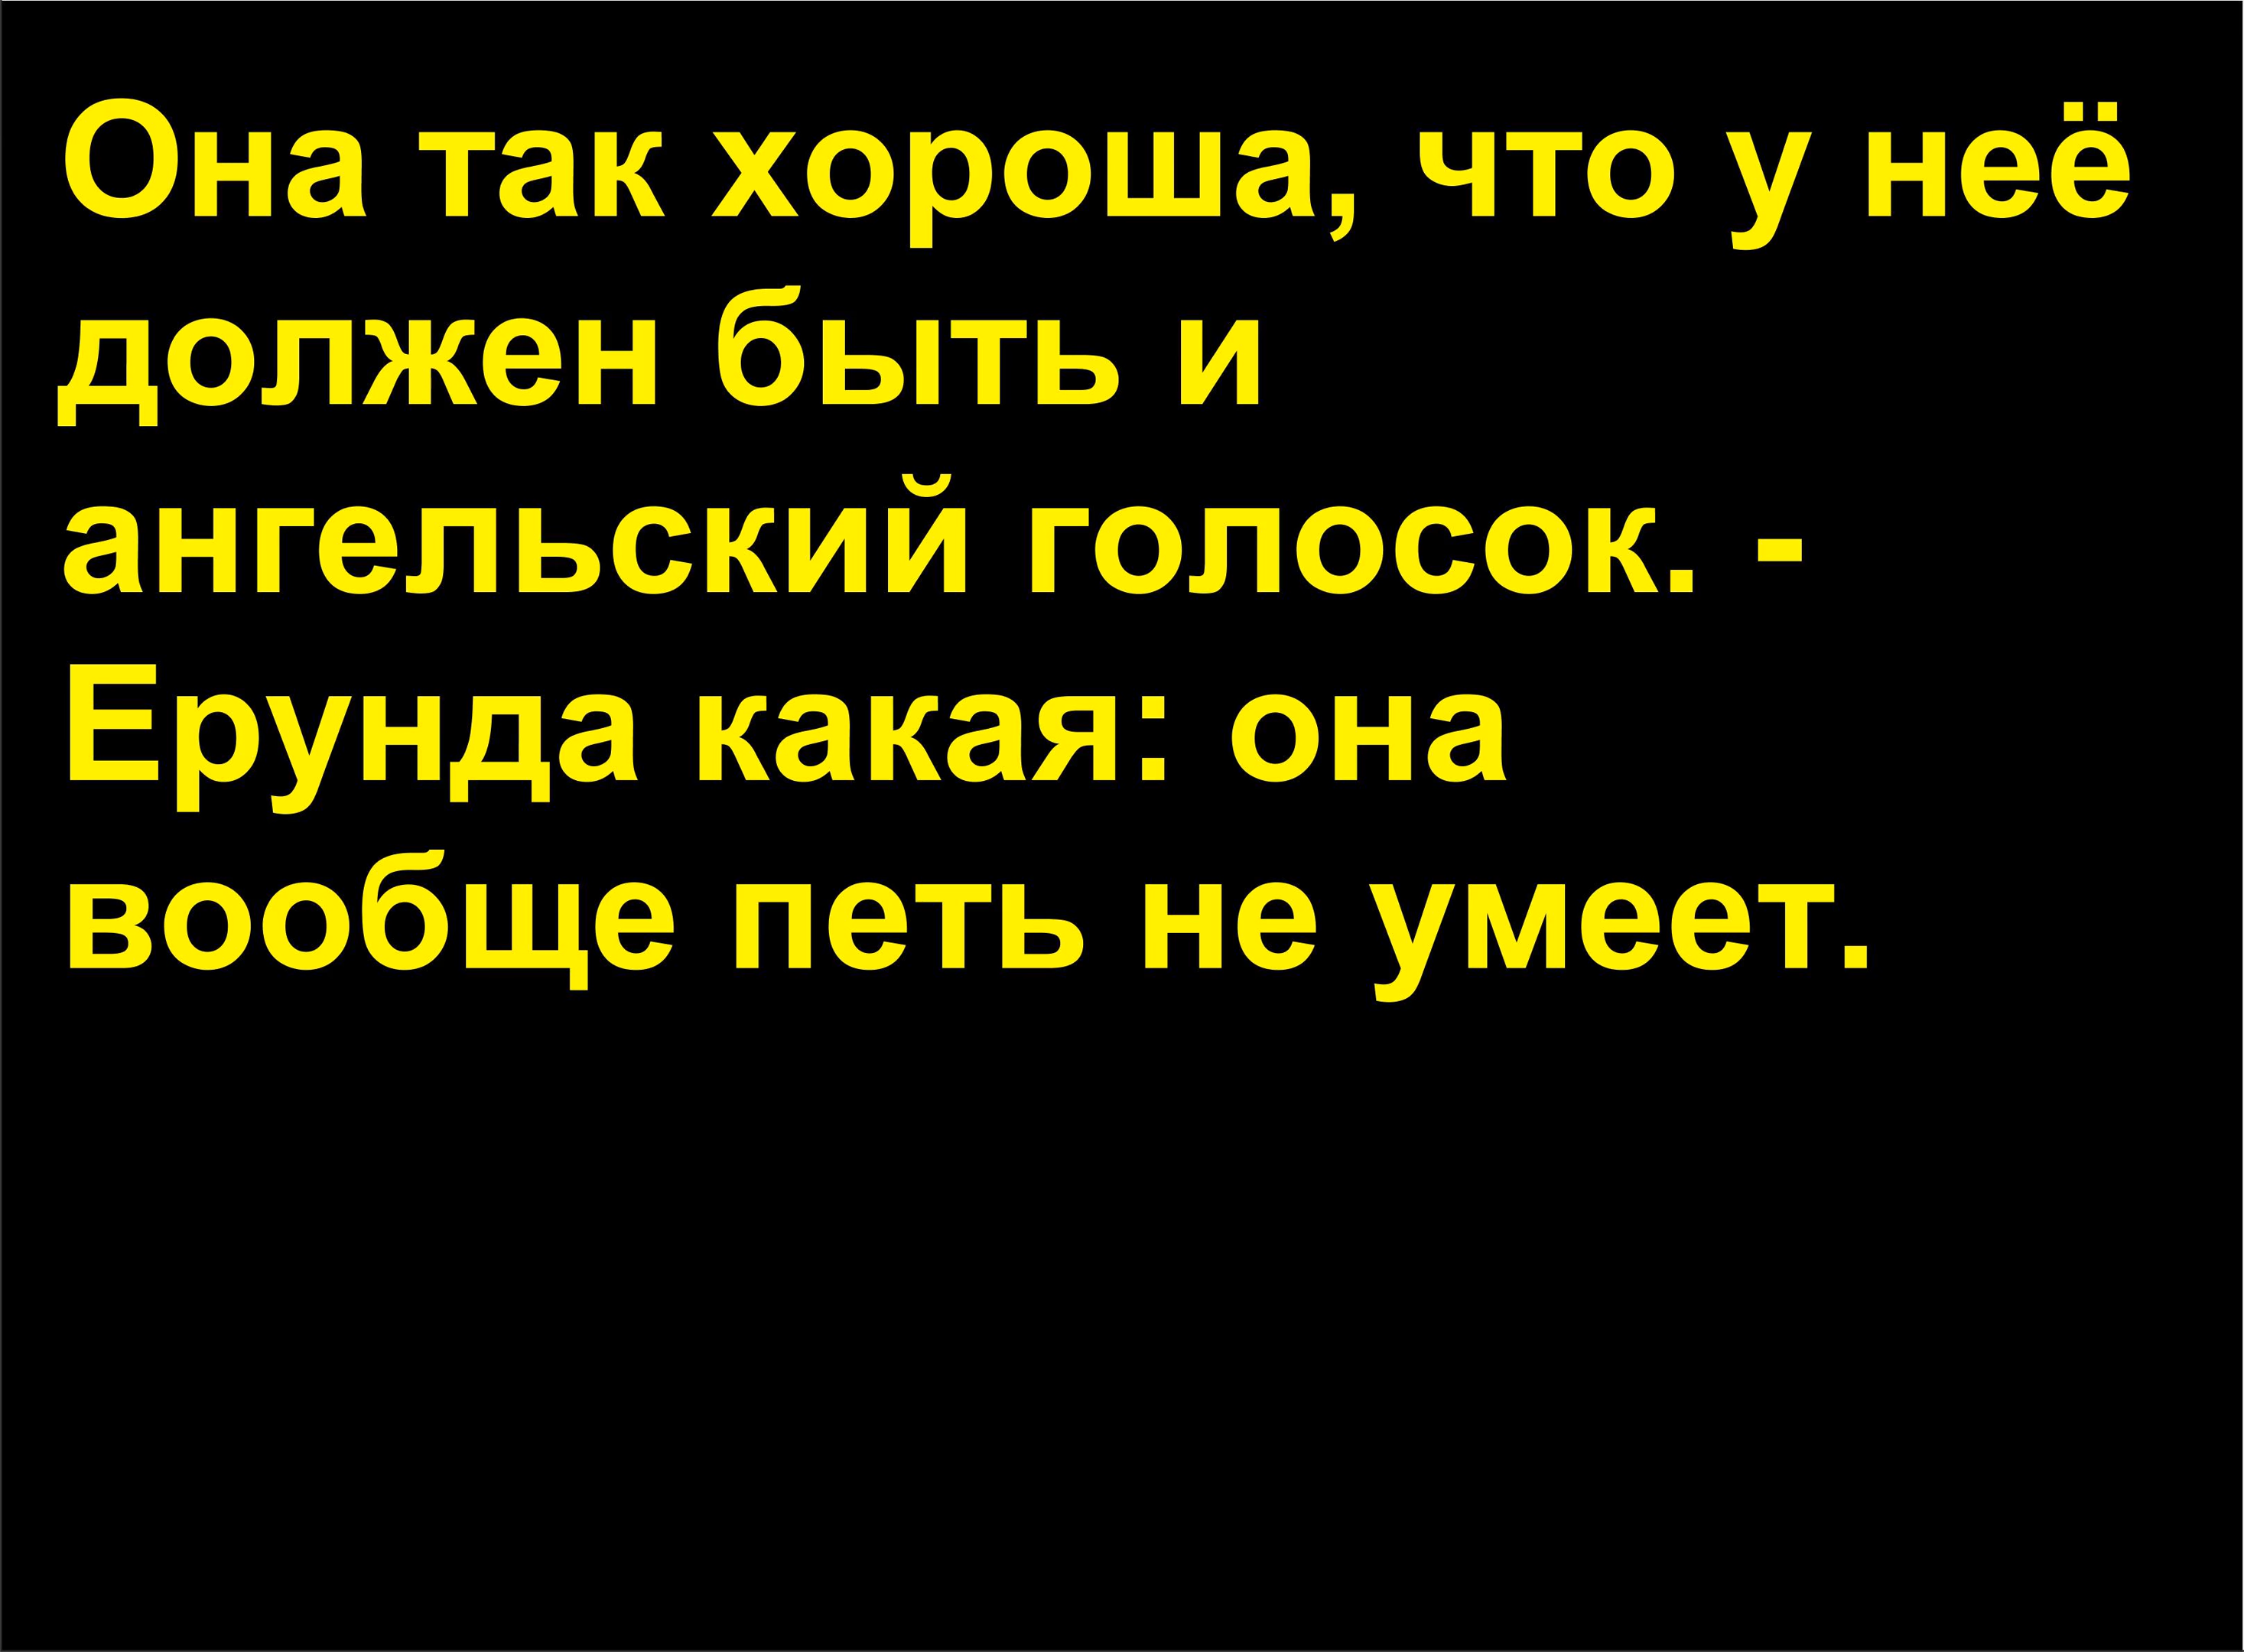 Она так хороша, что у неё
должен быть и
ангельский голосок. -
Ерунда какая: она
вообще петь не умеет.